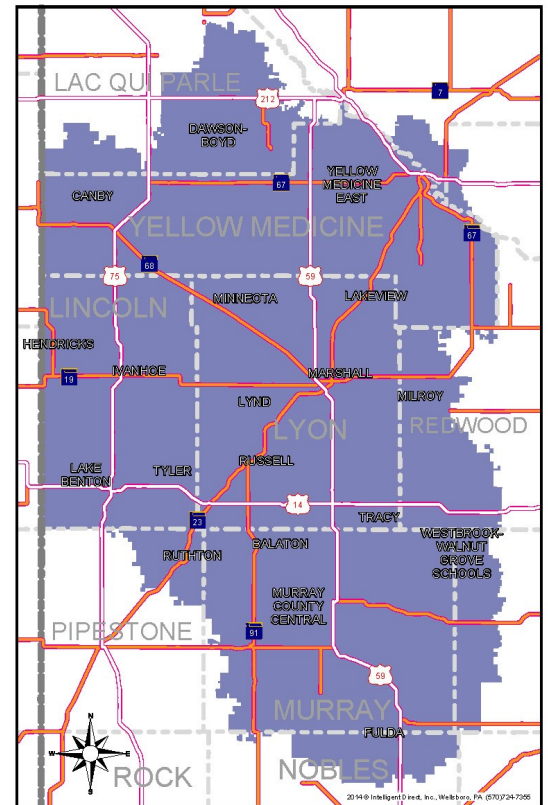 LAC QUI PARLE
7
212
DAWSON-
BOYD
YELLOW
MEDICINE
EAST
67
CANBY
YELLOW MEDICINE
67
68
75
59
MINNEOTA
LAKEVIEW
LINCOLN
HENDRICKS
IVANHOE
MARSHALL
19
LYND
MILROY
LYON
REDWOOD
RUSSELL
LAKE
BENTON
TYLER
14
23
TRACY
WESTBROOK-
WALNUT
GROVE
SCHOOLS
RUTHTON
BALATON
MURRAY
COUNTY
CENTRAL
PIPESTONE
91
59
MURRAY
FULDA
N
W
E
S
ROCK
NOBLES
2014 © Intelligent Direct, Inc., Wellsboro, PA (570)724-7355